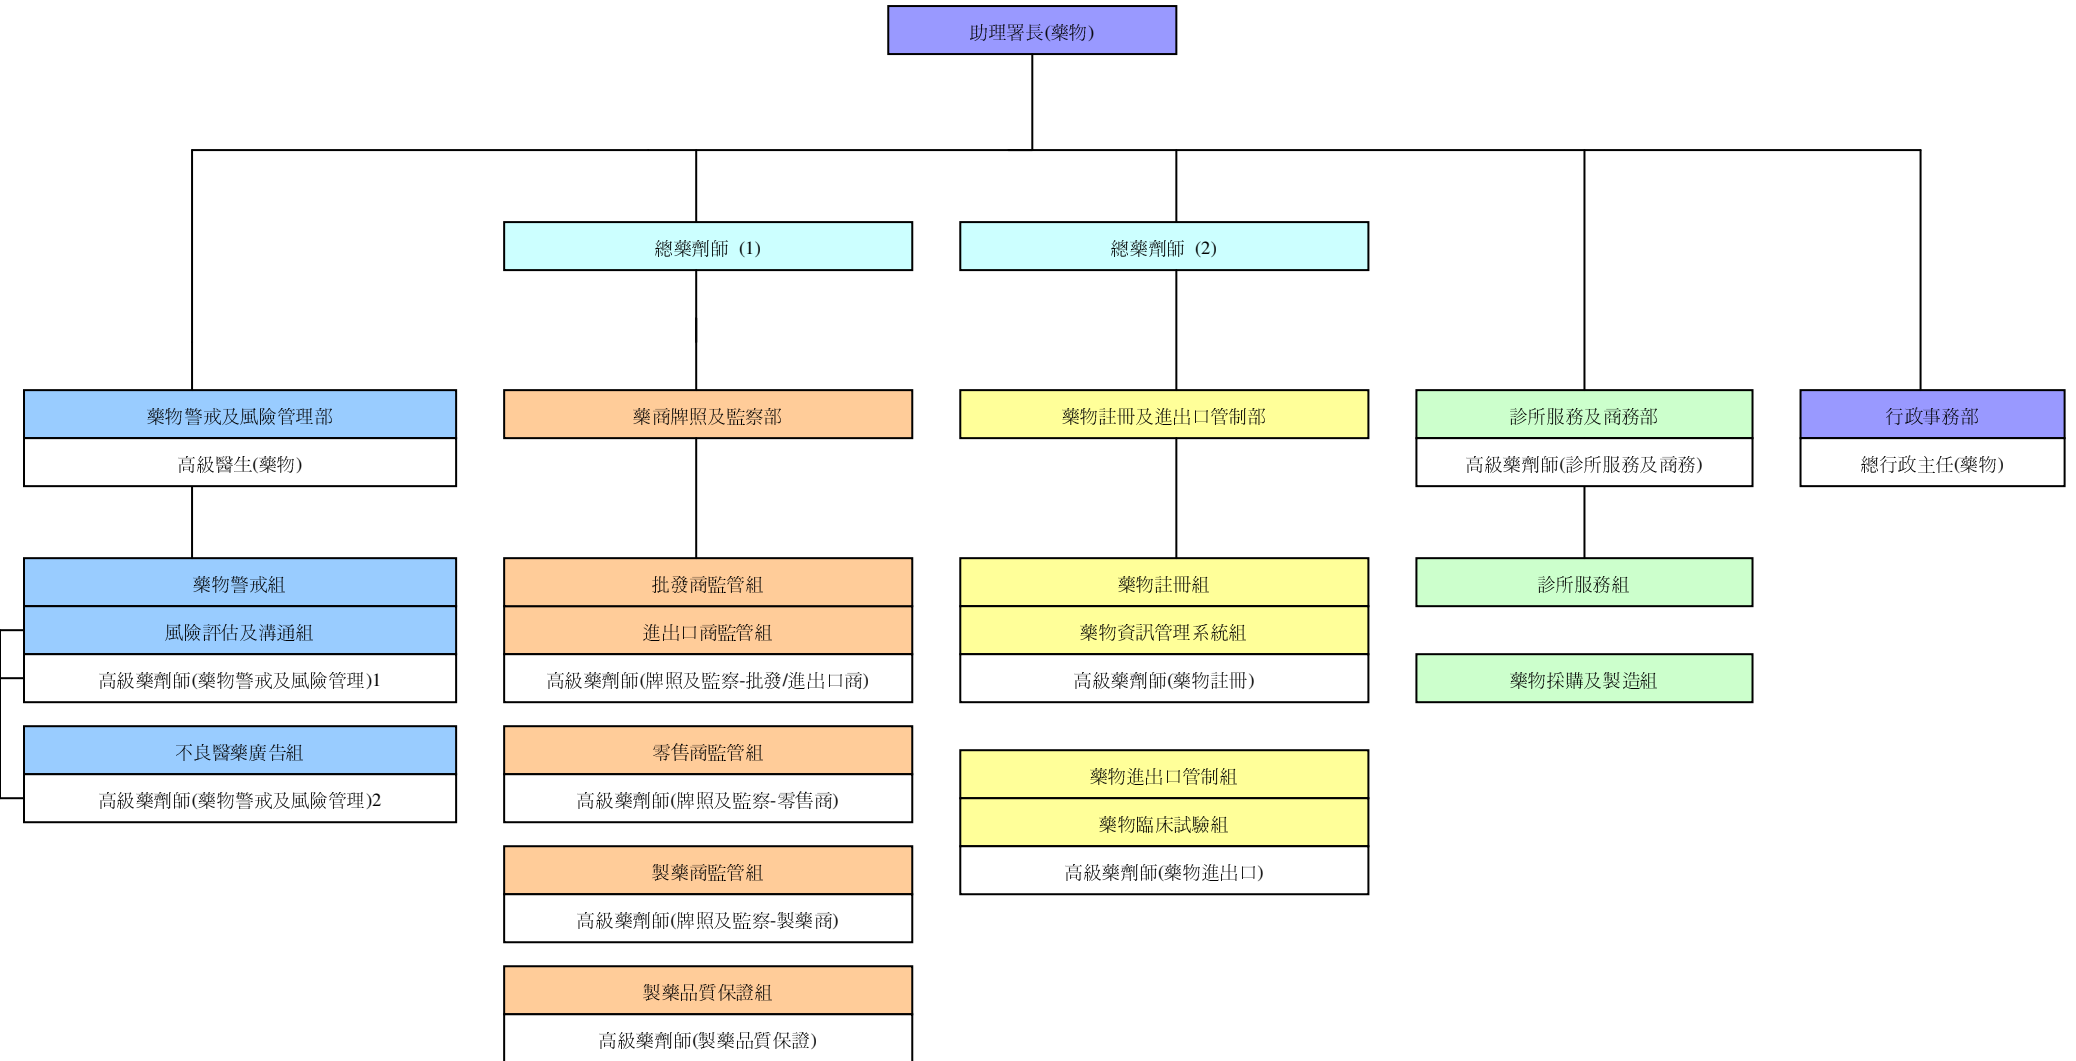 助理署長(藥物)
總藥劑師 (1)
總藥劑師 (2)
藥物警戒及風險管理部
高級醫生(藥物)
藥商牌照及監察部
藥物註冊及進出口管制部
診所服務及商務部
高級藥劑師(診所服務及商務)
行政事務部
總行政主任(藥物)
藥物警戒組
風險評估及溝通組
高級藥劑師(藥物警戒及風險管理)1
不良醫藥廣告組
高級藥劑師(藥物警戒及風險管理)2
批發商監管組
進出口商監管組
高級藥劑師(牌照及監察-批發/進出口商)
零售商監管組
高級藥劑師(牌照及監察-零售商)
製藥商監管組
高級藥劑師(牌照及監察-製藥商)
製藥品質保證組
高級藥劑師(製藥品質保證)
藥物註冊組
藥物資訊管理系統組
高級藥劑師(藥物註冊)
藥物進出口管制組
藥物臨床試驗組
高級藥劑師(藥物進出口)
診所服務組
藥物採購及製造組